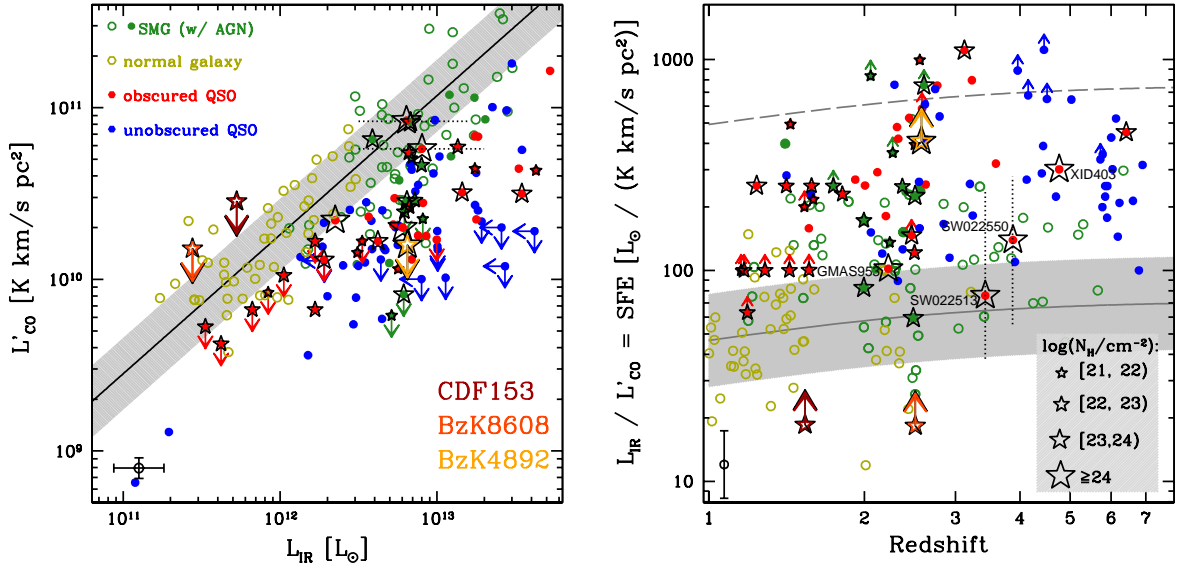 SMG (w/ AGN)
normal galaxy
obscured QSO
unobscured QSO
CDF153
BzK8608
BzK4892
L'CO [K km/s pc²]
10¹¹
10¹⁰
10⁹
10¹¹
10¹²
10¹³
LIR [L⊙]
LIR / L'CO = SFE [L⊙ / (K km/s pc²)]
1000
100
10
XID403
SW022550
GMAS953
SW022513
log(NH/cm⁻²):
[21, 22)
[22, 23)
[23,24)
≧24
1
2
3
4
5
6
7
Redshift